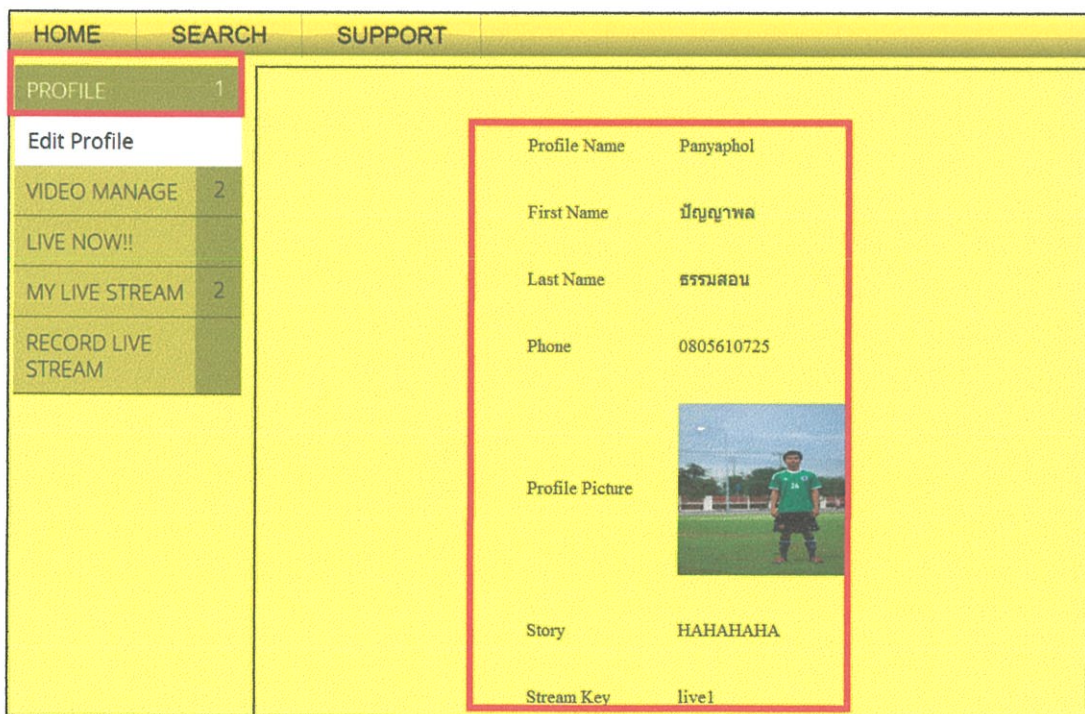 HOME SEARCH SUPPORT
PROFILE 1
Edit Profile
VIDEO MANAGE 2
LIVE NOW!!
MY LIVE STREAM 2
RECORD LIVE
STREAM
Profile Name Panyaphol
First Name ปัญญาพล
Last Name ธรรมสอน
Phone 0805610725
Profile Picture
26
Story HAHAHAHA
Stream Key live1